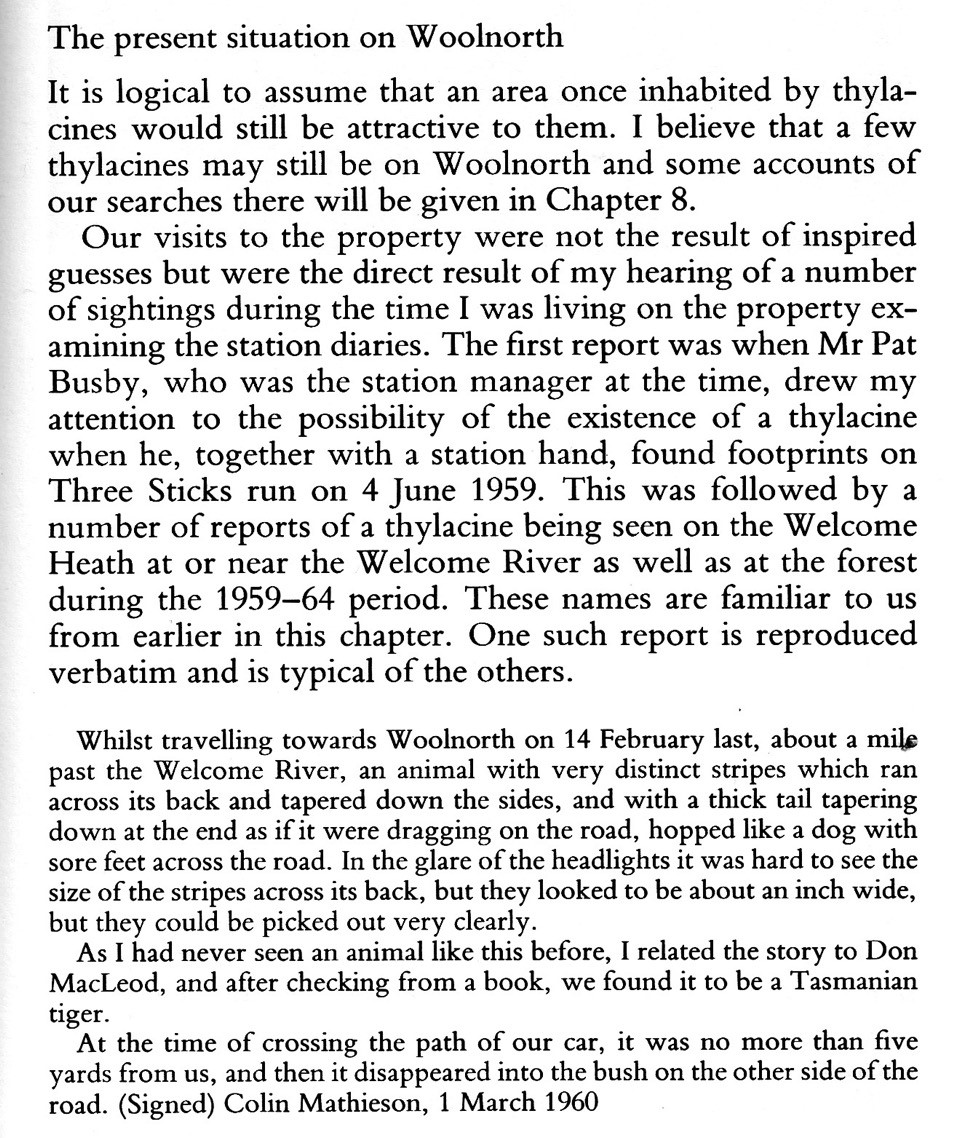 The present situation on Woolnorth
It is logical to assume that an area once inhabited by thyla-
cines would still be attractive to them. I believe that a few
thylacines may still be on Woolnorth and some accounts of
our searches there will be given in Chapter 8.
Our visits to the property were not the result of inspired
guesses but were the direct result of my hearing of a number
of sightings during the time I was living on the property ex-
amining the station diaries. The first report was when Mr Pat
Busby, who was the station manager at the time, drew my
attention to the possibility of the existence of a thylacine
when he, together with a station hand, found footprints on
Three Sticks run on 4 June 1959. This was followed by a
number of reports of a thylacine being seen on the Welcome
Heath at or near the Welcome River as well as at the forest
during the 1959–64 period. These names are familiar to us
from earlier in this chapter. One such report is reproduced
verbatim and is typical of the others.
Whilst travelling towards Woolnorth on 14 February last, about a mile
past the Welcome River, an animal with very distinct stripes which ran
across its back and tapered down the sides, and with a thick tail tapering
down at the end as if it were dragging on the road, hopped like a dog with
sore feet across the road. In the glare of the headlights it was hard to see the
size of the stripes across its back, but they looked to be about an inch wide,
but they could be picked out very clearly.
As I had never seen an animal like this before, I related the story to Don
MacLeod, and after checking from a book, we found it to be a Tasmanian
tiger.
At the time of crossing the path of our car, it was no more than five
yards from us, and then it disappeared into the bush on the other side of the
road. (Signed) Colin Mathieson, 1 March 1960